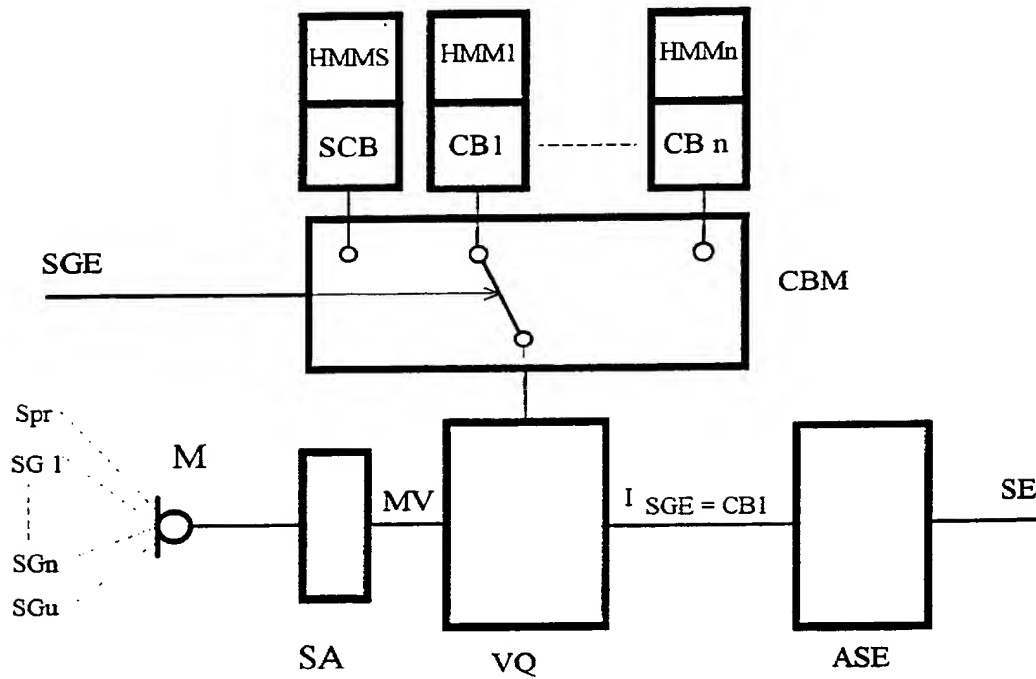 HMMS HMM1 HMMn
SCB CB1 CB n
SGE
CBM
Spr
SG 1
M
MV
I SGE = CB1
SE
SGn
SGu
SA
VQ
ASE